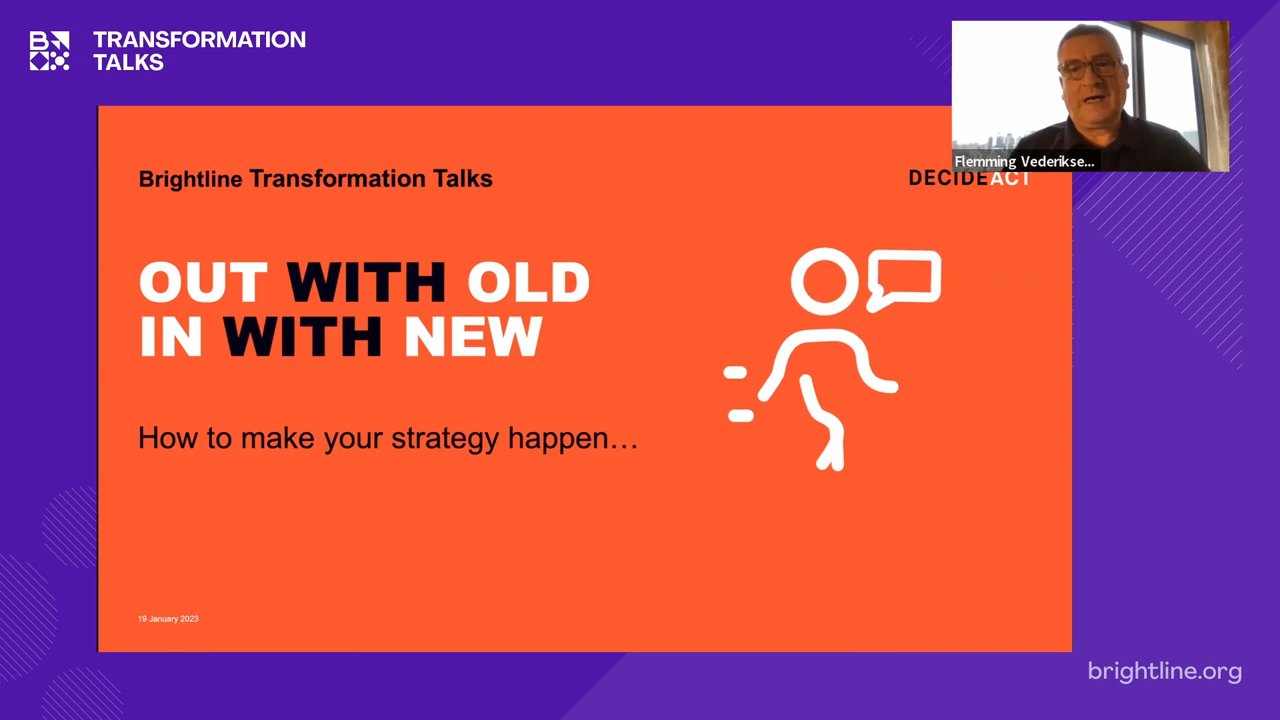 TRANSFORMATION
TALKS
Flemming Vederikse...
Brightline Transformation Talks
DECIDEACT
OUT WITH OLD
IN WITH NEW
How to make your strategy happen…
19 January 2023
brightline.org